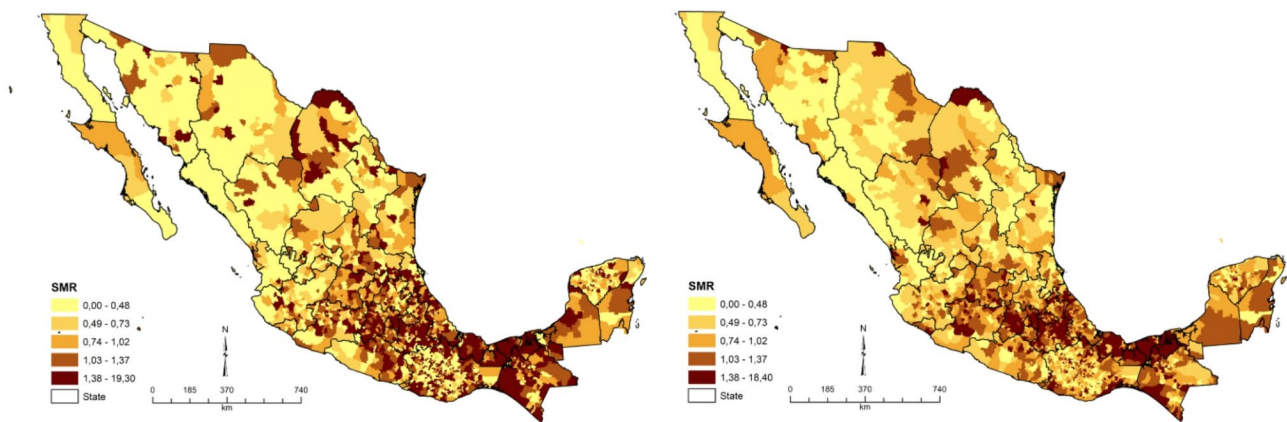 SMR
0,00 - 0,48
0,49 - 0,73
0,74 - 1,02
1,03 - 1,37
1,38 - 19,30
State
N
0 185 370 740
km
SMR
0,00 - 0,48
0,49 - 0,73
0,74 - 1,02
1,03 - 1,37
1,38 - 18,40
State
N
0 185 370 740
km